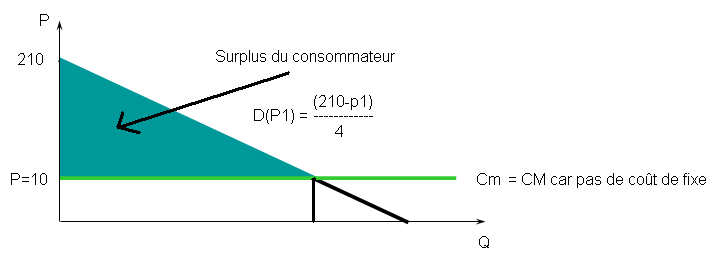 P
210
Surplus du consommateur
(210-p1)
D(P1) = ------------
4
P=10
Cm = CM car pas de coût de fixe
Q